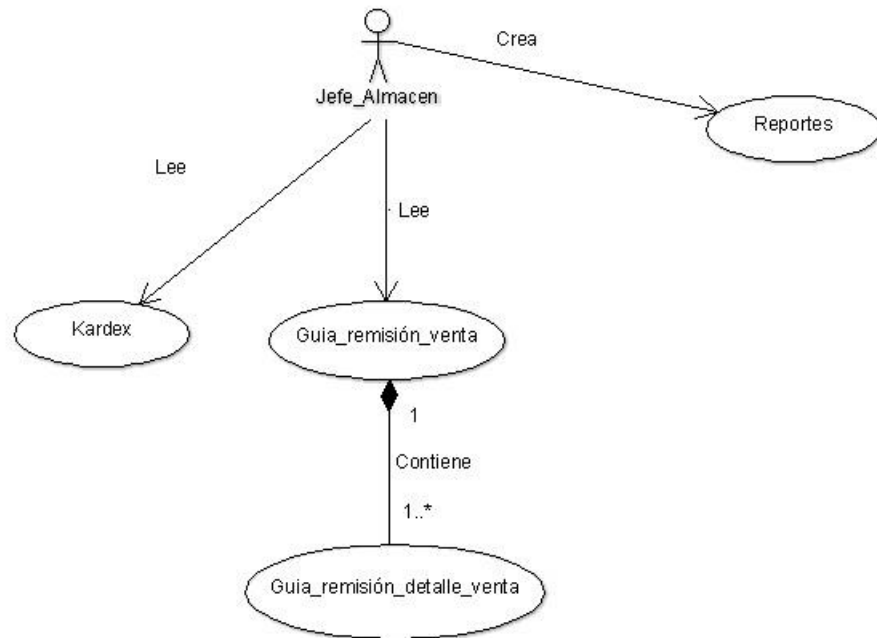 Crea
Jefe_Almacen
Reportes
Lee
Lee
Kardex
Guia_remisión_venta
1
Contiene
1..*
Guia_remisión_detalle_venta